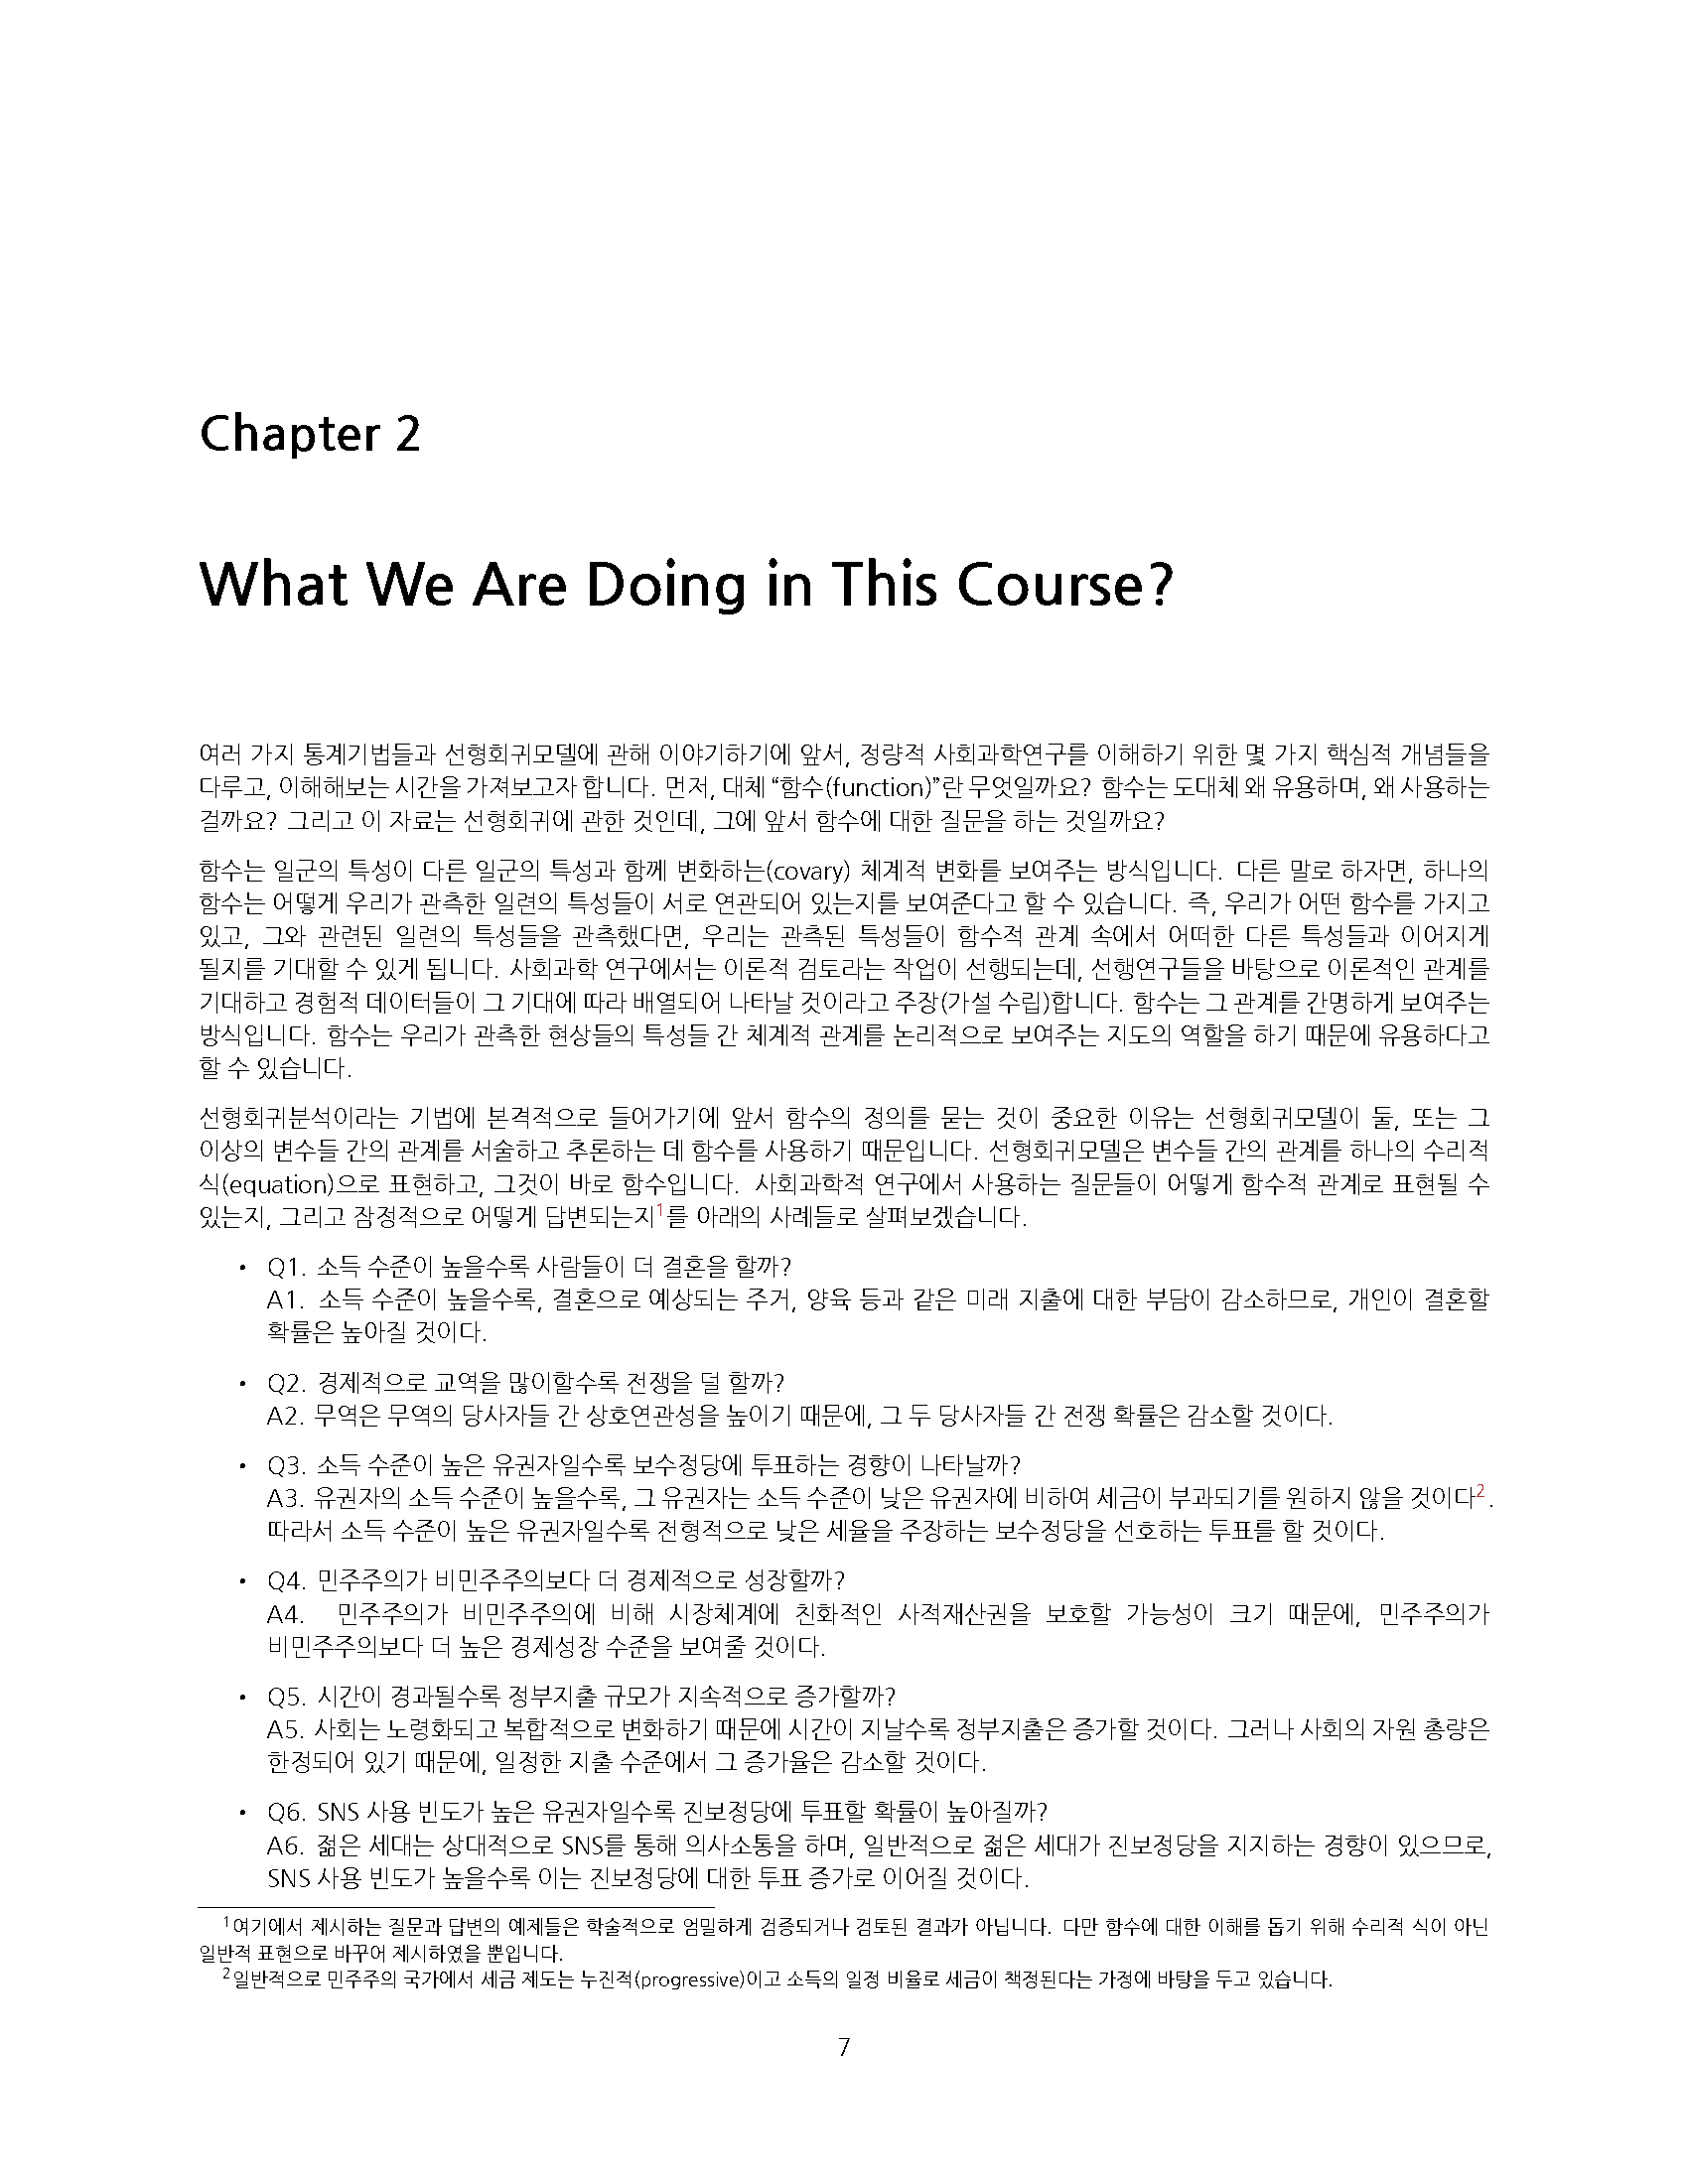 Chapter 2
What We Are Doing in This Course?
여러 가지 통계기법들과 선형회귀모델에 관해 이야기하기에 앞서, 정량적 사회과학연구를 이해하기 위한 몇 가지 핵심적 개념들을
다루고, 이해해보는 시간을 가져보고자 합니다. 먼저, 대체 “함수(function)”란 무엇일까요? 함수는 도대체 왜 유용하며, 왜 사용하는
걸까요? 그리고 이 자료는 선형회귀에 관한 것인데, 그에 앞서 함수에 대한 질문을 하는 것일까요?
함수는 일군의 특성이 다른 일군의 특성과 함께 변화하는(covary) 체계적 변화를 보여주는 방식입니다. 다른 말로 하자면, 하나의
함수는 어떻게 우리가 관측한 일련의 특성들이 서로 연관되어 있는지를 보여준다고 할 수 있습니다. 즉, 우리가 어떤 함수를 가지고
있고, 그와 관련된 일련의 특성들을 관측했다면, 우리는 관측된 특성들이 함수적 관계 속에서 어떠한 다른 특성들과 이어지게
될지를 기대할 수 있게 됩니다. 사회과학 연구에서는 이론적 검토라는 작업이 선행되는데, 선행연구들을 바탕으로 이론적인 관계를
기대하고 경험적 데이터들이 그 기대에 따라 배열되어 나타날 것이라고 주장(가설 수립)합니다. 함수는 그 관계를 간명하게 보여주는
방식입니다. 함수는 우리가 관측한 현상들의 특성들 간 체계적 관계를 논리적으로 보여주는 지도의 역할을 하기 때문에 유용하다고
할 수 있습니다.
선형회귀분석이라는 기법에 본격적으로 들어가기에 앞서 함수의 정의를 묻는 것이 중요한 이유는 선형회귀모델이 둘, 또는 그
이상의 변수들 간의 관계를 서술하고 추론하는 데 함수를 사용하기 때문입니다. 선형회귀모델은 변수들 간의 관계를 하나의 수리적
식(equation)으로 표현하고, 그것이 바로 함수입니다. 사회과학적 연구에서 사용하는 질문들이 어떻게 함수적 관계로 표현될 수
있는지, 그리고 잠정적으로 어떻게 답변되는지1를 아래의 사례들로 살펴보겠습니다.
• Q1. 소득 수준이 높을수록 사람들이 더 결혼을 할까?
A1. 소득 수준이 높을수록, 결혼으로 예상되는 주거, 양육 등과 같은 미래 지출에 대한 부담이 감소하므로, 개인이 결혼할
확률은 높아질 것이다.
• Q2. 경제적으로 교역을 많이할수록 전쟁을 덜 할까?
A2. 무역은 무역의 당사자들 간 상호연관성을 높이기 때문에, 그 두 당사자들 간 전쟁 확률은 감소할 것이다.
• Q3. 소득 수준이 높은 유권자일수록 보수정당에 투표하는 경향이 나타날까?
A3. 유권자의 소득 수준이 높을수록, 그 유권자는 소득 수준이 낮은 유권자에 비하여 세금이 부과되기를 원하지 않을 것이다2.
따라서 소득 수준이 높은 유권자일수록 전형적으로 낮은 세율을 주장하는 보수정당을 선호하는 투표를 할 것이다.
• Q4. 민주주의가 비민주주의보다 더 경제적으로 성장할까?
A4. 민주주의가 비민주주의에 비해 시장체계에 친화적인 사적재산권을 보호할 가능성이 크기 때문에, 민주주의가
비민주주의보다 더 높은 경제성장 수준을 보여줄 것이다.
• Q5. 시간이 경과될수록 정부지출 규모가 지속적으로 증가할까?
A5. 사회는 노령화되고 복합적으로 변화하기 때문에 시간이 지날수록 정부지출은 증가할 것이다. 그러나 사회의 자원 총량은
한정되어 있기 때문에, 일정한 지출 수준에서 그 증가율은 감소할 것이다.
• Q6. SNS 사용 빈도가 높은 유권자일수록 진보정당에 투표할 확률이 높아질까?
A6. 젊은 세대는 상대적으로 SNS를 통해 의사소통을 하며, 일반적으로 젊은 세대가 진보정당을 지지하는 경향이 있으므로,
SNS 사용 빈도가 높을수록 이는 진보정당에 대한 투표 증가로 이어질 것이다.
1여기에서 제시하는 질문과 답변의 예제들은 학술적으로 엄밀하게 검증되거나 검토된 결과가 아닙니다. 다만 함수에 대한 이해를 돕기 위해 수리적 식이 아닌
일반적 표현으로 바꾸어 제시하였을 뿐입니다.
2일반적으로 민주주의 국가에서 세금 제도는 누진적(progressive)이고 소득의 일정 비율로 세금이 책정된다는 가정에 바탕을 두고 있습니다.
7